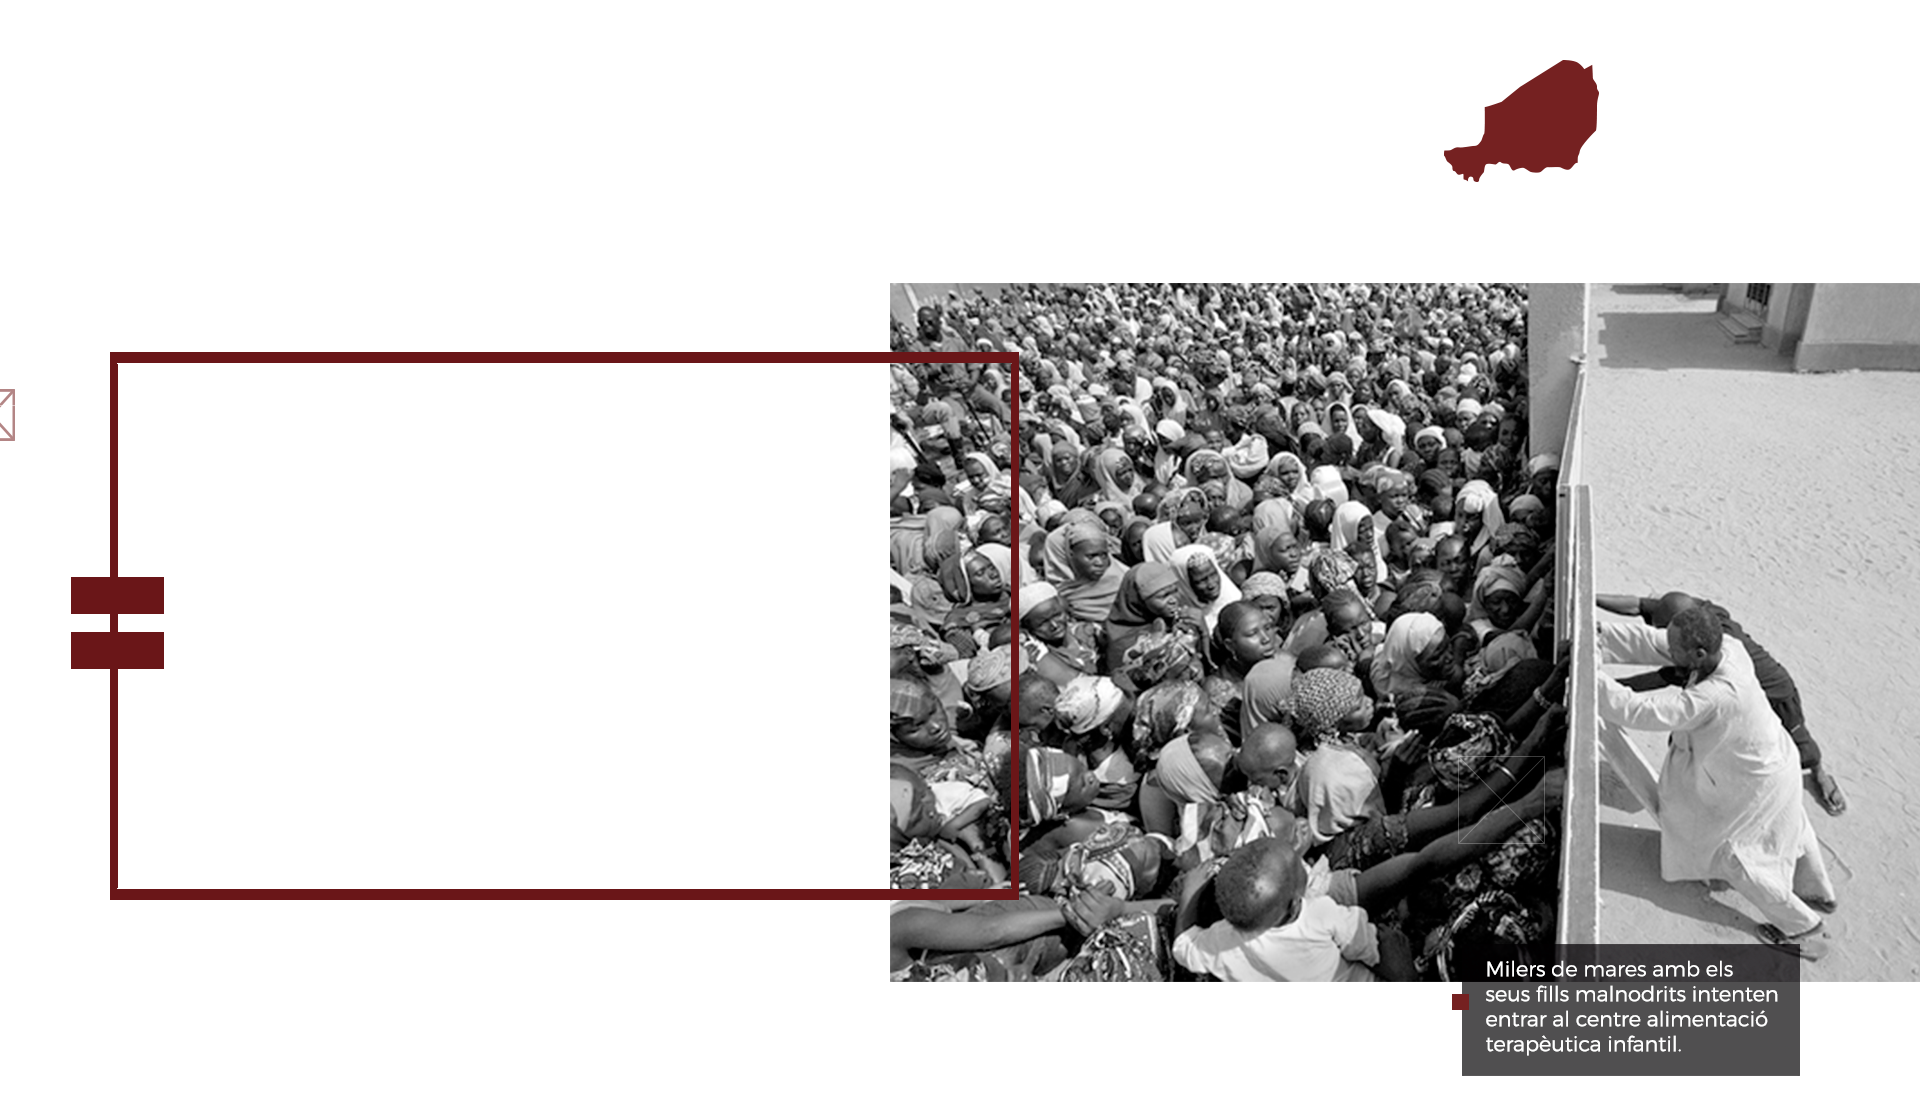 Milers de mares amb els
seus fills malnodrits intenten
entrar al centre alimentació
terapèutica infantil.